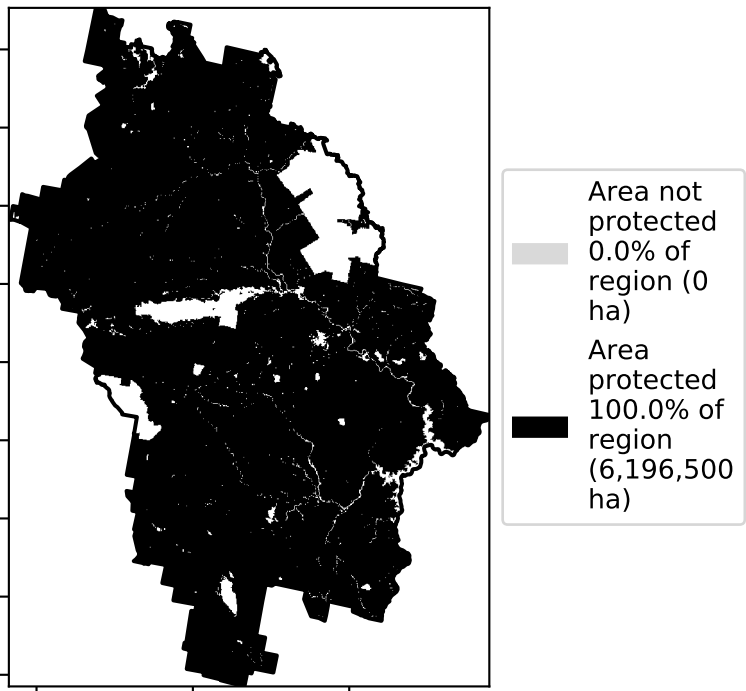 Area not
protected
0.0% of
region (0
ha)
Area
protected
100.0% of
region
(6,196,500
ha)